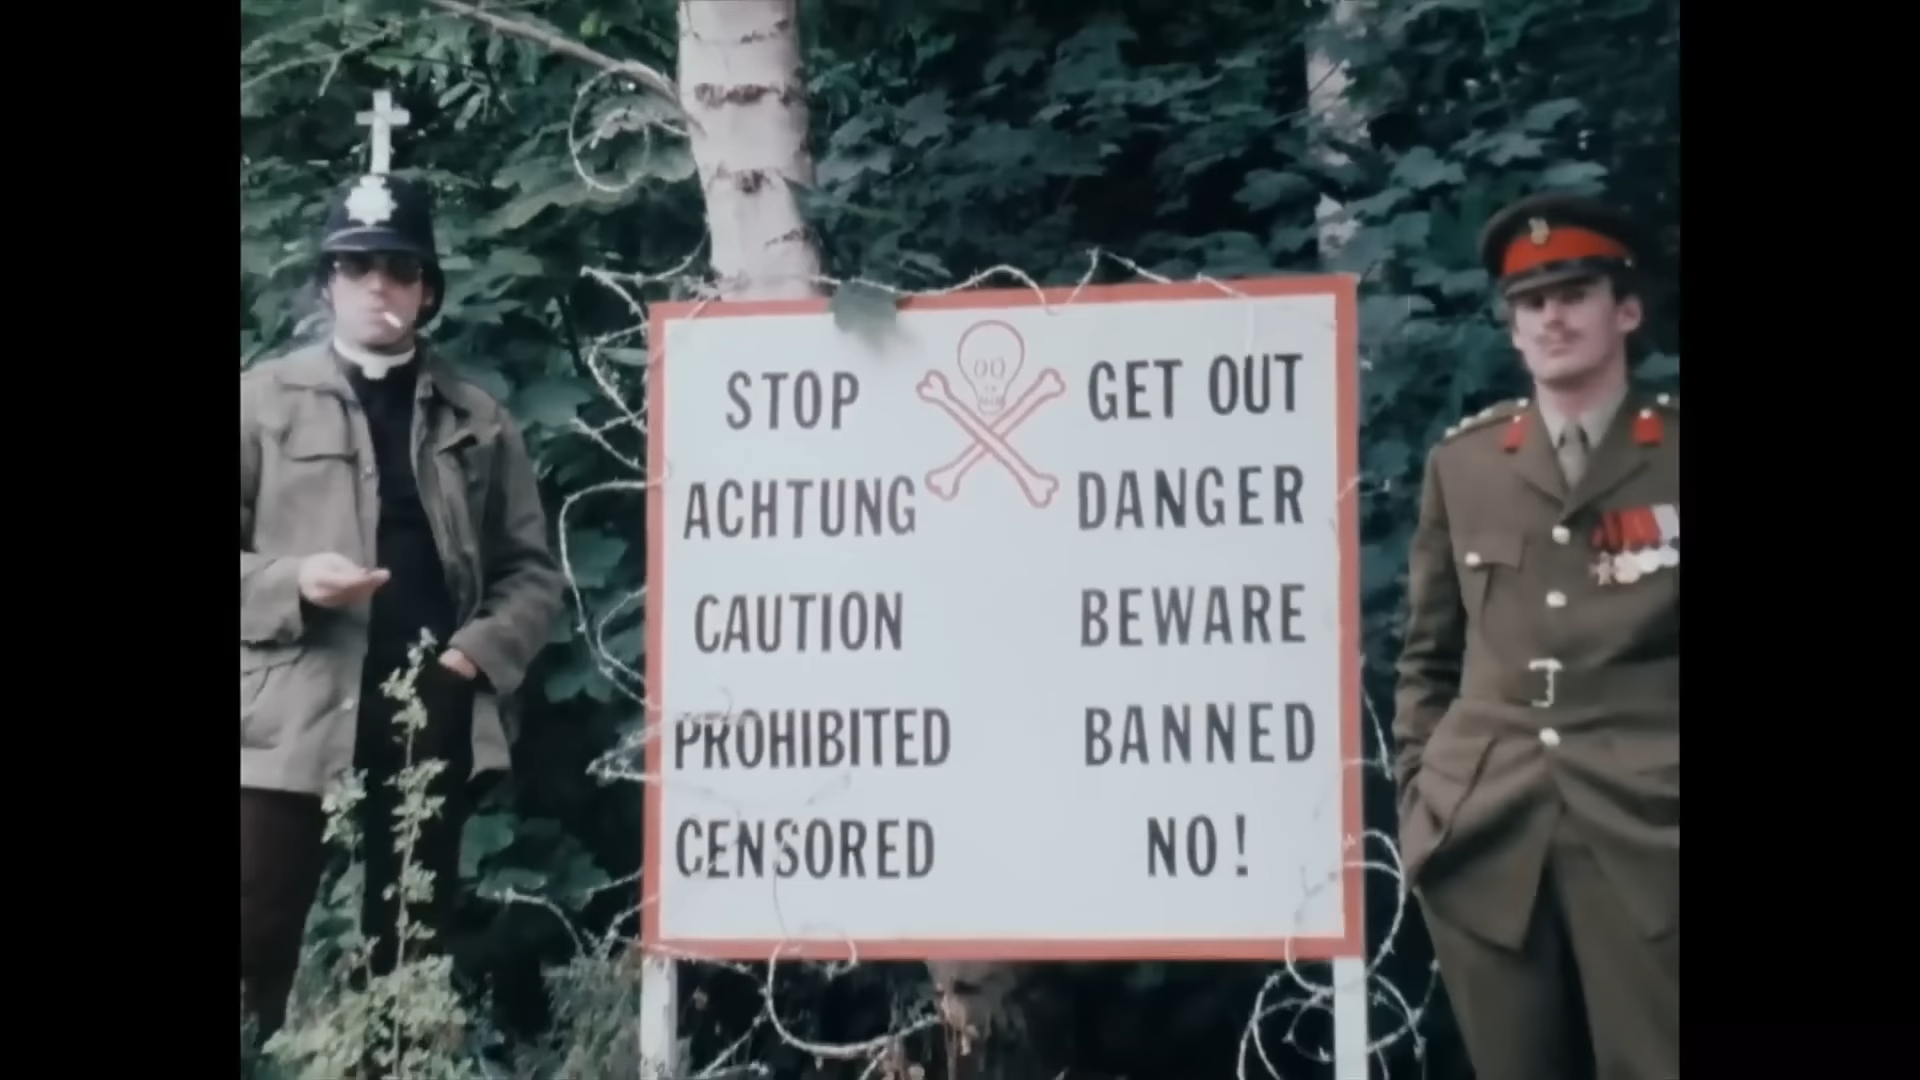 STOP
ACHTUNG
CAUTION
PROHIBITED
CENSORED
GET OUT
DANGER
BEWARE
BANNED
NO!